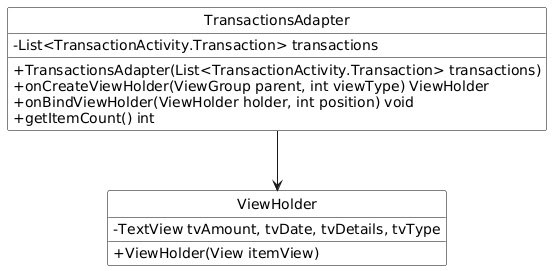 TransactionsAdapter
-List<TransactionActivity.Transaction> transactions
+TransactionsAdapter(List<TransactionActivity.Transaction> transactions)
+onCreateViewHolder(ViewGroup parent, int viewType) ViewHolder
+onBindViewHolder(ViewHolder holder, int position) void
+getItemCount() int
ViewHolder
-TextView tvAmount, tvDate, tvDetails, tvType
+ViewHolder(View itemView)